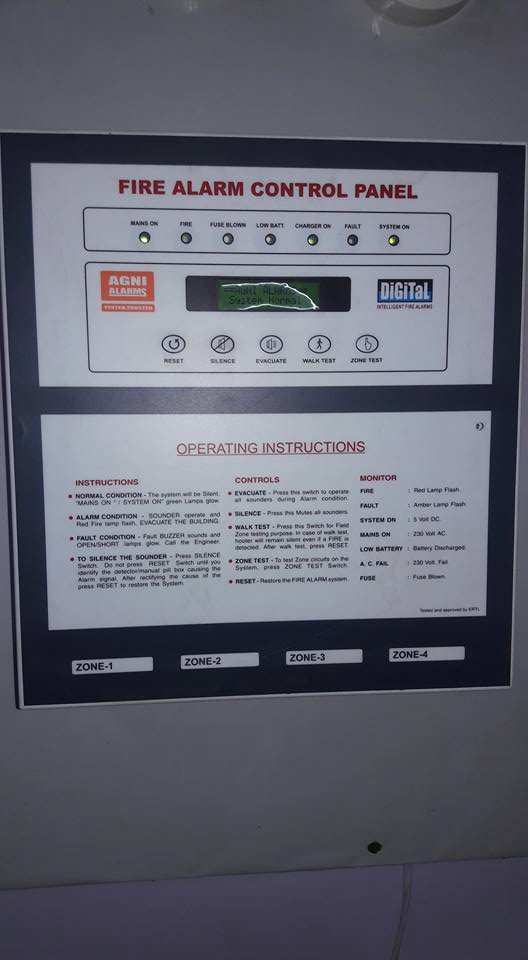 FIRE ALARM CONTROL PANEL
MAINS ON FIRE FUSE BLOWN LOW BATT. CHARGER ON FAULT SYSTEM ON
AGNI
ALARMS
System Normal
DiGiTaL
INTELLIGENT FIRE ALARMS
RESET SILENCE EVACUATE WALK TEST ZONE TEST
OPERATING INSTRUCTIONS
INSTRUCTIONS
NORMAL CONDITION - The system will be Silent,
"MAINS ON " / SYSTEM ON" green Lamps glow.
ALARM CONDITION - SOUNDER operate and
Red Fire lamp flash, EVACUATE THE BUILDING.
FAULT CONDITION - Fault BUZZER sounds and
OPEN/SHORT lamps glow. Call the Engineer.
TO SILENCE THE SOUNDER - Press SILENCE
Switch. Do not press RESET Switch until you
identify the detector/manual pill box causing the
Alarm signal. After rectifying the cause of the
press RESET to restore the System.
CONTROLS
EVACUATE - Press this switch to operate
all sounders during Alarm condition.
SILENCE - Press this Mutes all sounders.
WALK TEST - Press this Switch for Field
Zone testing purpose. In case of walk test,
hooter will remain silent even if a FIRE is
detected. After walk test, press RESET.
ZONE TEST - To test Zone circuits on the
System, press ZONE TEST Switch.
RESET - Restore the FIRE ALARM system.
MONITOR
FIRE : Red Lamp Flash
FAULT : Amber Lamp Flash
SYSTEM ON : 5 Volt DC.
MAINS ON : 230 Volt AC
LOW BATTERY : Battery Discharged
A. C. FAIL : 230 Volt. Fail
FUSE : Fuse Blown.
Tested and approved by ERTL
ZONE-1 ZONE-2 ZONE-3 ZONE-4